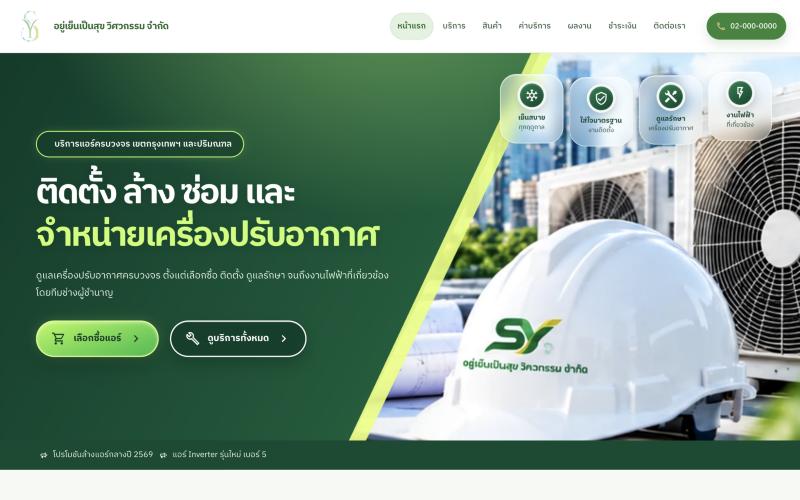 อยู่เย็นเป็นสุข วิศวกรรม จำกัด
หน้าแรก
บริการ
สินค้า
ค่าบริการ
ผลงาน
ชำระเงิน
ติดต่อเรา
02-000-0000
เย็นสบาย
ทุกฤดูกาล
ใส่ใจมาตรฐาน
งานติดตั้ง
ดูแลรักษา
เครื่องปรับอากาศ
งานไฟฟ้า
ที่เกี่ยวข้อง
บริการแอร์ครบวงจร เขตกรุงเทพฯ และปริมณฑล
ติดตั้ง ล้าง ซ่อม และ
จำหน่ายเครื่องปรับอากาศ
ดูแลเครื่องปรับอากาศครบวงจร ตั้งแต่เลือกซื้อ ติดตั้ง ดูแลรักษา จนถึงงานไฟฟ้าที่เกี่ยวข้อง
โดยทีมช่างผู้ชำนาญ
เลือกซื้อแอร์
ดูบริการทั้งหมด
SY
อยู่เย็นเป็นสุข วิศวกรรม จำกัด
โปรโมชันล้างแอร์กลางปี 2569
แอร์ Inverter รุ่นใหม่ เบอร์ 5